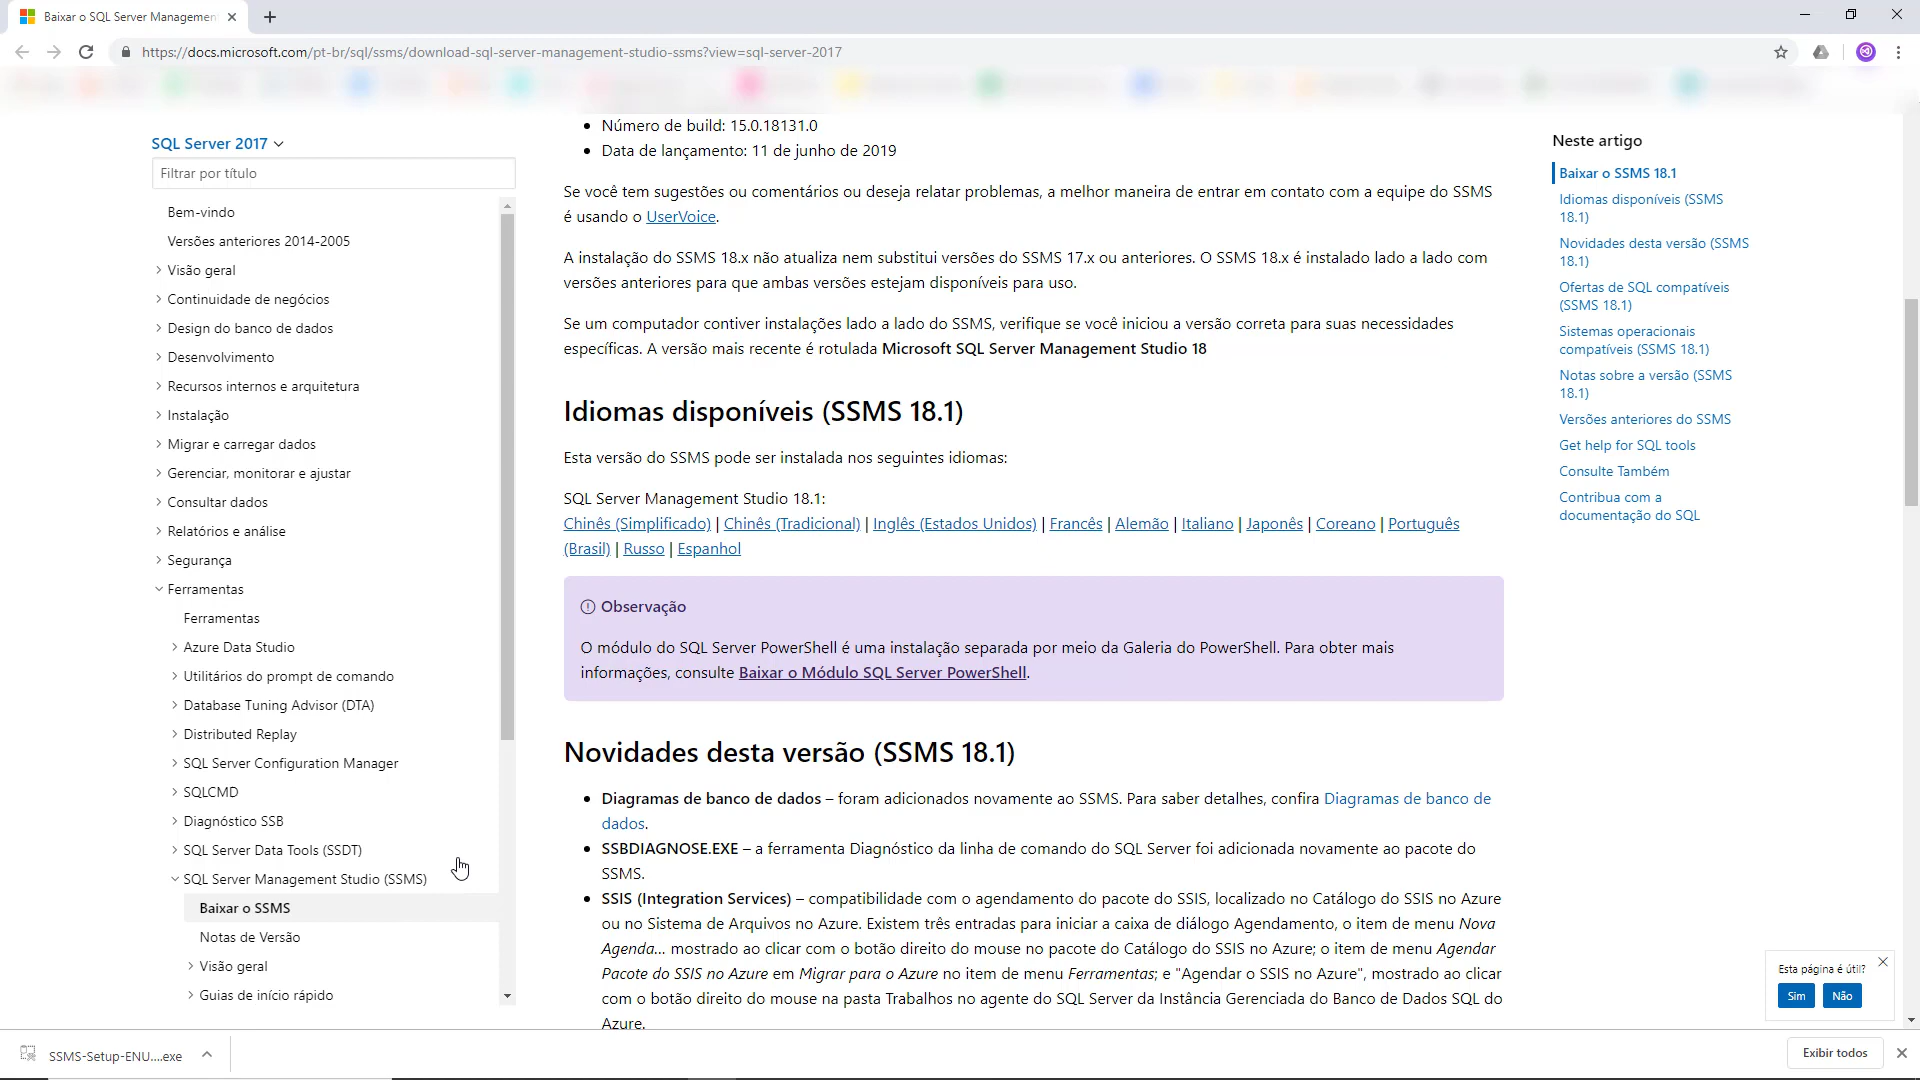 Baixar o SQL Server Managemen
https://docs.microsoft.com/pt-br/sql/ssms/download-sql-server-management-studio-ssms?view=sql-server-2017
SQL Server 2017
Filtrar por título
Bem-vindo
Versões anteriores 2014-2005
Visão geral
Continuidade de negócios
Design do banco de dados
Desenvolvimento
Recursos internos e arquitetura
Instalação
Migrar e carregar dados
Gerenciar, monitorar e ajustar
Consultar dados
Relatórios e análise
Segurança
Ferramentas
Ferramentas
Azure Data Studio
Utilitários do prompt de comando
Database Tuning Advisor (DTA)
Distributed Replay
SQL Server Configuration Manager
SQLCMD
Diagnóstico SSB
SQL Server Data Tools (SSDT)
SQL Server Management Studio (SSMS)
Baixar o SSMS
Notas de Versão
Visão geral
Guias de início rápido
• Número de build: 15.0.18131.0
• Data de lançamento: 11 de junho de 2019
Se você tem sugestões ou comentários ou deseja relatar problemas, a melhor maneira de entrar em contato com a equipe do SSMS
é usando o UserVoice.
A instalação do SSMS 18.x não atualiza nem substitui versões do SSMS 17.x ou anteriores. O SSMS 18.x é instalado lado a lado com
versões anteriores para que ambas versões estejam disponíveis para uso.
Se um computador contiver instalações lado a lado do SSMS, verifique se você iniciou a versão correta para suas necessidades
específicas. A versão mais recente é rotulada Microsoft SQL Server Management Studio 18
Idiomas disponíveis (SSMS 18.1)
Esta versão do SSMS pode ser instalada nos seguintes idiomas:
SQL Server Management Studio 18.1:
Chinês (Simplificado) | Chinês (Tradicional) | Inglês (Estados Unidos) | Francês | Alemão | Italiano | Japonês | Coreano | Português
(Brasil) | Russo | Espanhol
Observação
O módulo do SQL Server PowerShell é uma instalação separada por meio da Galeria do PowerShell. Para obter mais
informações, consulte Baixar o Módulo SQL Server PowerShell.
Novidades desta versão (SSMS 18.1)
• Diagramas de banco de dados – foram adicionados novamente ao SSMS. Para saber detalhes, confira Diagramas de banco de
dados.
• SSBDIAGNOSE.EXE – a ferramenta Diagnóstico da linha de comando do SQL Server foi adicionada novamente ao pacote do
SSMS.
• SSIS (Integration Services) – compatibilidade com o agendamento do pacote do SSIS, localizado no Catálogo do SSIS no Azure
ou no Sistema de Arquivos no Azure. Existem três entradas para iniciar a caixa de diálogo Agendamento, o item de menu Nova
Agenda... mostrado ao clicar com o botão direito do mouse no pacote do Catálogo do SSIS no Azure; o item de menu Agendar
Pacote do SSIS no Azure em Migrar para o Azure no item de menu Ferramentas; e "Agendar o SSIS no Azure", mostrado ao clicar
com o botão direito do mouse na pasta Trabalhos no agente do SQL Server da Instância Gerenciada do Banco de Dados SQL do
Azure.
Neste artigo
Baixar o SSMS 18.1
Idiomas disponíveis (SSMS
18.1)
Novidades desta versão (SSMS
18.1)
Ofertas de SQL compatíveis
(SSMS 18.1)
Sistemas operacionais
compatíveis (SSMS 18.1)
Notas sobre a versão (SSMS
18.1)
Versões anteriores do SSMS
Get help for SQL tools
Consulte Também
Contribua com a
documentação do SQL
Esta página é útil?
Sim Não
SSMS-Setup-ENU....exe
Exibir todos